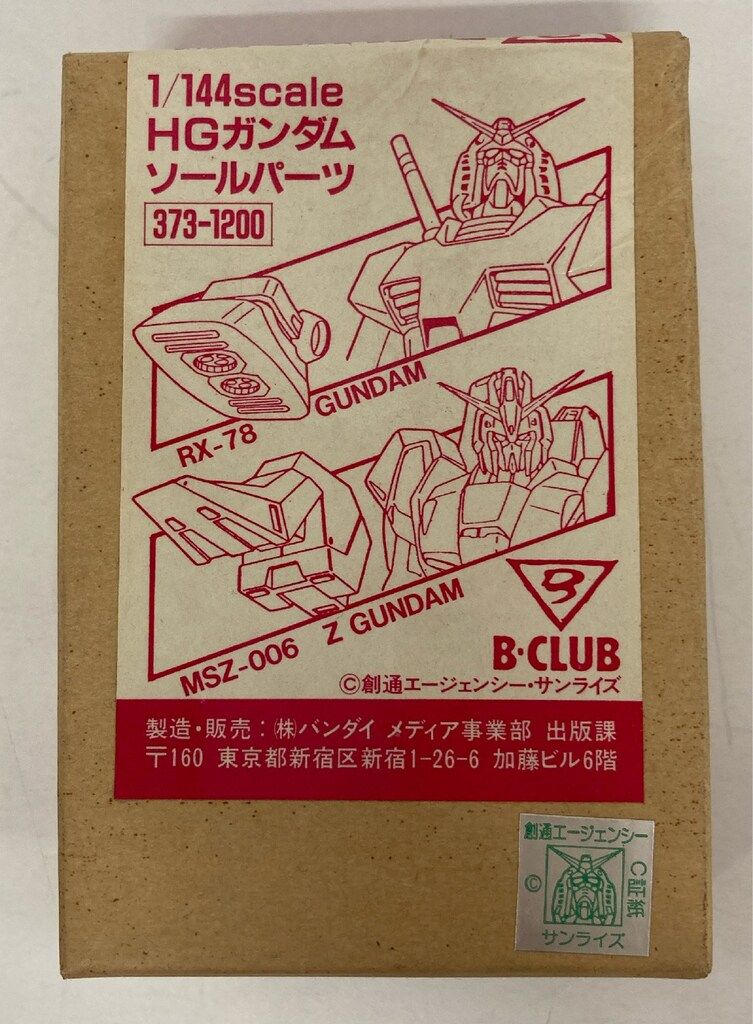 1/144scale
HGガンダム
ソールパーツ
373-1200
RX-78 GUNDAM
MSZ-006 Z GUNDAM
B·CLUB
©創通エージェンシー·サンライズ
製造·販売：㈱バンダイ メディア事業部 出版課
〒160 東京都新宿区新宿1-26-6 加藤ビル6階
創通エージェンシー
©
C証紙
サンライズ